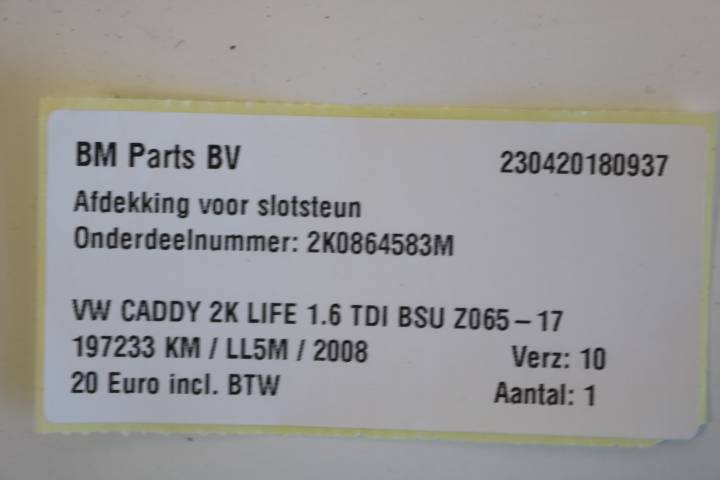 BM Parts BV 230420180937
Afdekking voor slotsteun
Onderdeelnummer: 2K0864583M
VW CADDY 2K LIFE 1.6 TDI BSU Z065-17
197233 KM / LL5M / 2008 Verz: 10
20 Euro incl. BTW Aantal: 1